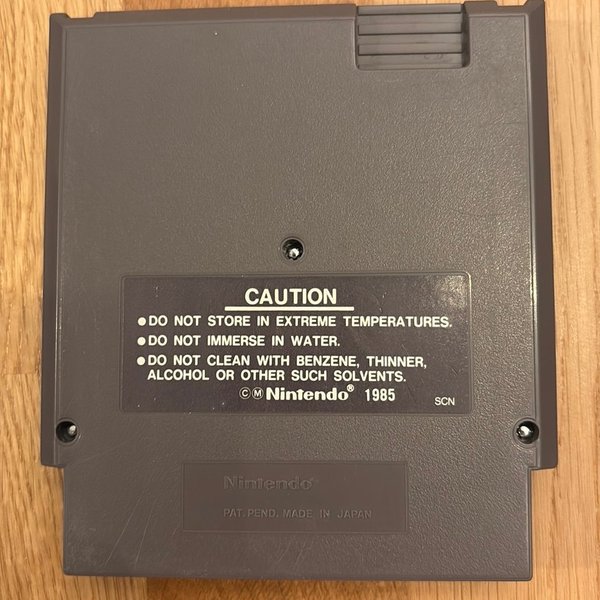 CAUTION
●DO NOT STORE IN EXTREME TEMPERATURES.
●DO NOT IMMERSE IN WATER.
●DO NOT CLEAN WITH BENZENE, THINNER,
ALCOHOL OR OTHER SUCH SOLVENTS.
ⒸⓂNintendo® 1985 SCN
Nintendo®
PAT. PEND. MADE IN JAPAN